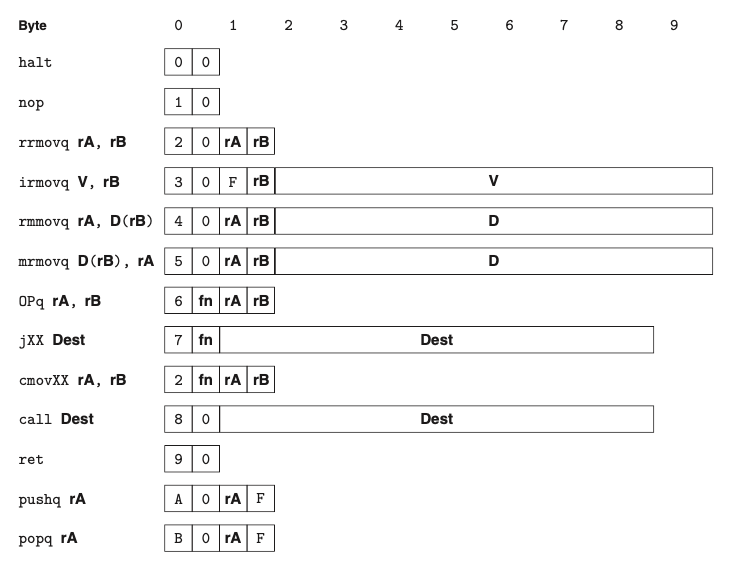 Byte 0 1 2 3 4 5 6 7 8 9
halt 0 0
nop 1 0
rrmovq rA, rB 2 0 rA rB
irmovq V, rB 3 0 F rB V
rmmovq rA, D(rB) 4 0 rA rB D
mrmovq D(rB), rA 5 0 rA rB D
OPq rA, rB 6 fn rA rB
jXX Dest 7 fn Dest
cmovXX rA, rB 2 fn rA rB
call Dest 8 0 Dest
ret 9 0
pushq rA A 0 rA F
popq rA B 0 rA F